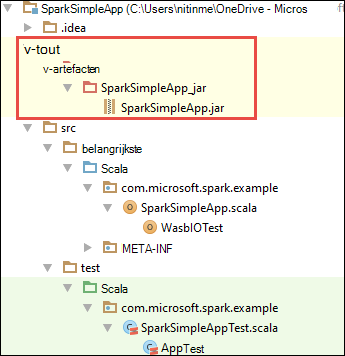 SparkSimpleApp (C:\Users\nitinme\OneDrive - Micros
.idea
v-tout
v-artefacten
SparkSimpleApp_jar
SparkSimpleApp.jar
src
belangrijkste
Scala
com.microsoft.spark.example
SparkSimpleApp.scala
WasbIOTest
META-INF
test
Scala
com.microsoft.spark.example
SparkSimpleAppTest.scala
AppTest